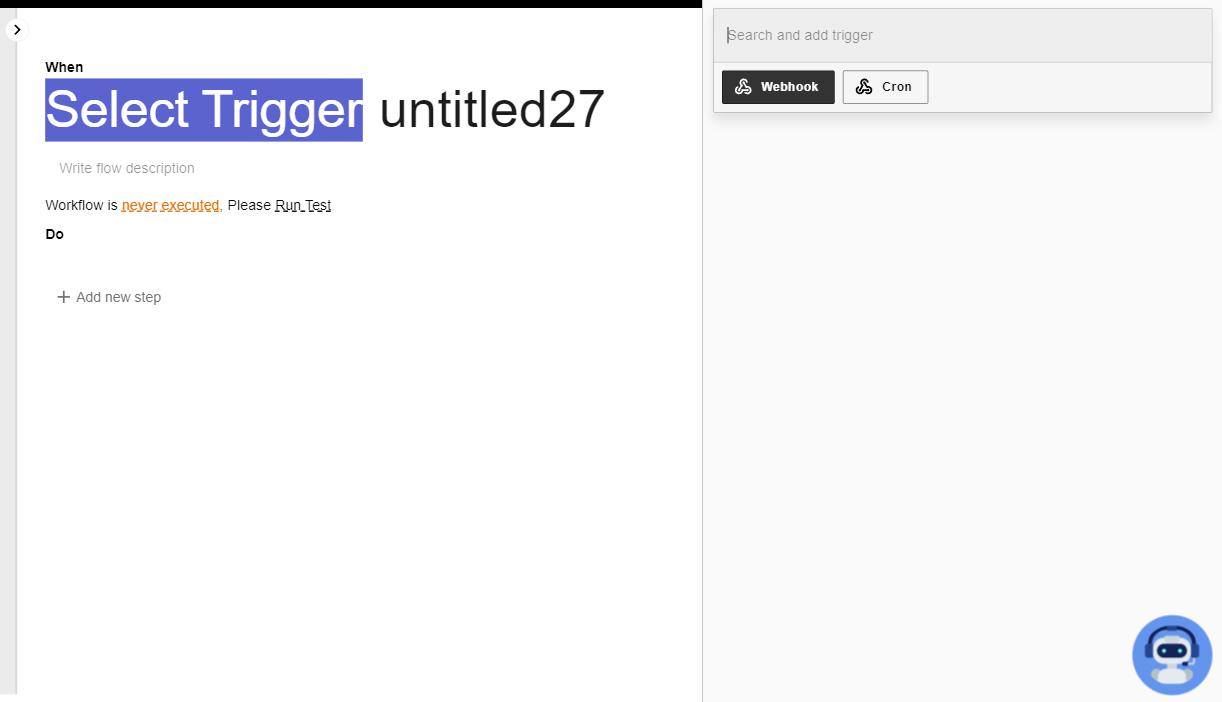 When
Select Trigger untitled27
Write flow description
Workflow is never executed, Please Run Test
Do
Add new step
Search and add trigger
Webhook
Cron